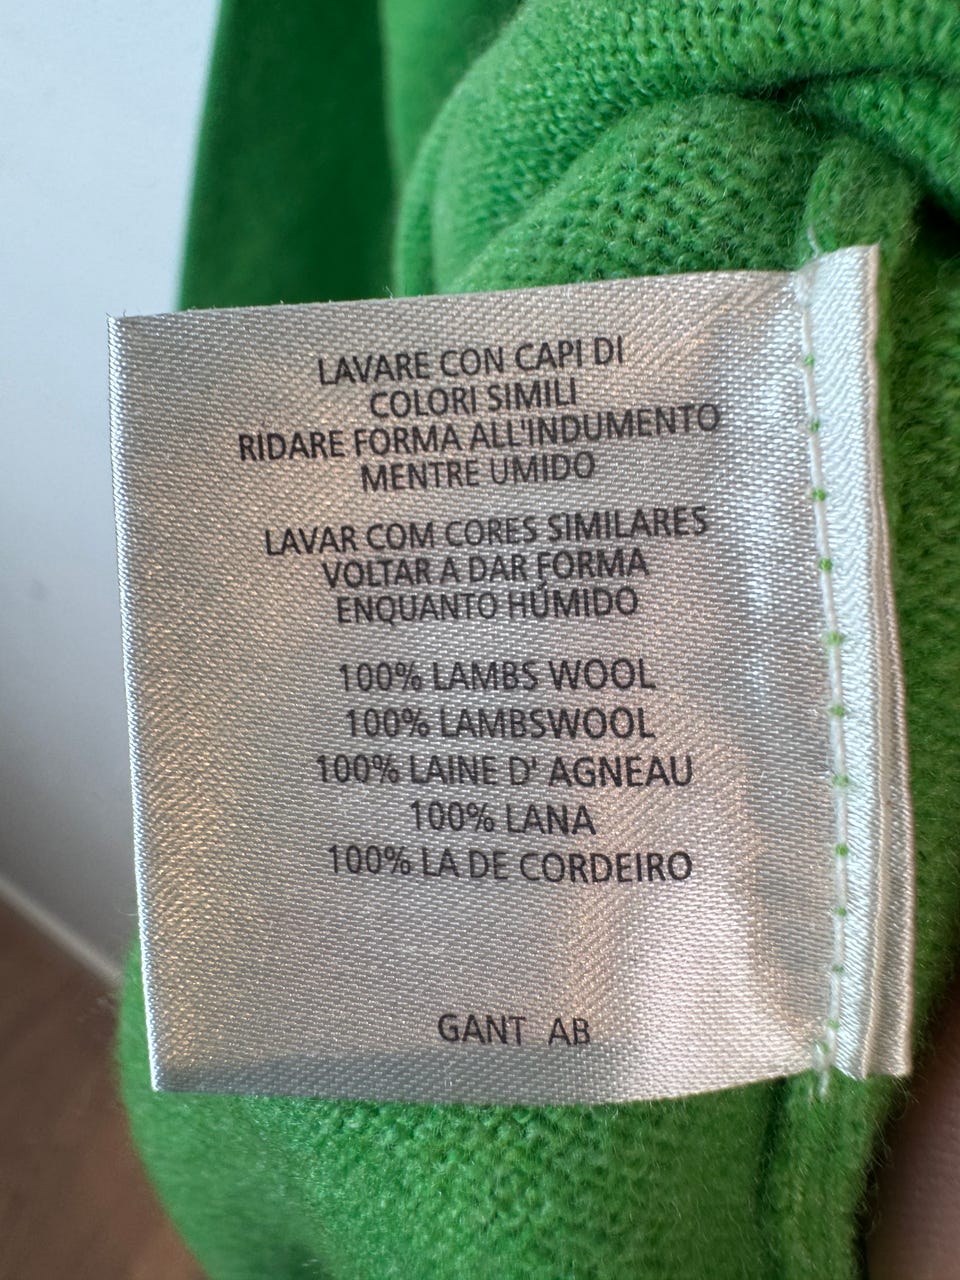 LAVARE CON CAPI DI
COLORI SIMILI
RIDARE FORMA ALL'INDUMENTO
MENTRE UMIDO
LAVAR COM CORES SIMILARES
VOLTAR A DAR FORMA
ENQUANTO HÚMIDO
100% LAMBS WOOL
100% LAMBSWOOL
100% LAINE D' AGNEAU
100% LANA
100% LA DE CORDEIRO
GANT AB